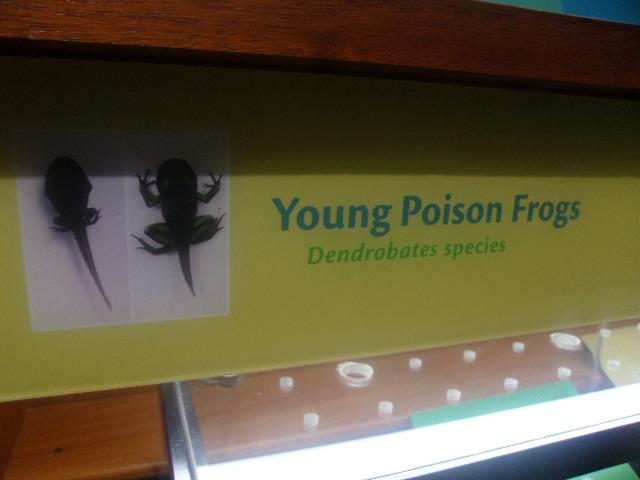 Young Poison Frogs
Dendrobates species